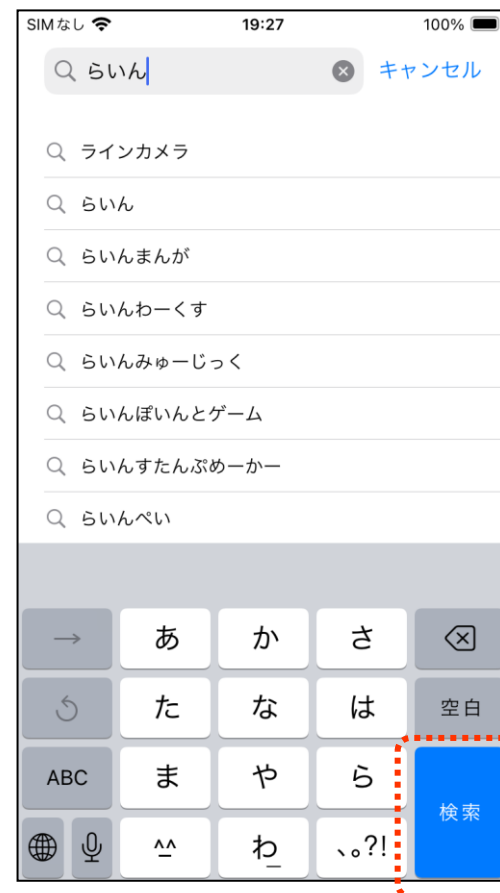 SIMなし 19:27 100%
らいん キャンセル
ラインカメラ
らいん
らいんまんが
らいんわーくす
らいんみゅーじっく
らいんぽいんとゲーム
らいんすたんぷめーかー
らいんぺい
→ あ か さ
た な は 空白
ABC ま や ら 検索
^^ わ_ 、。?!